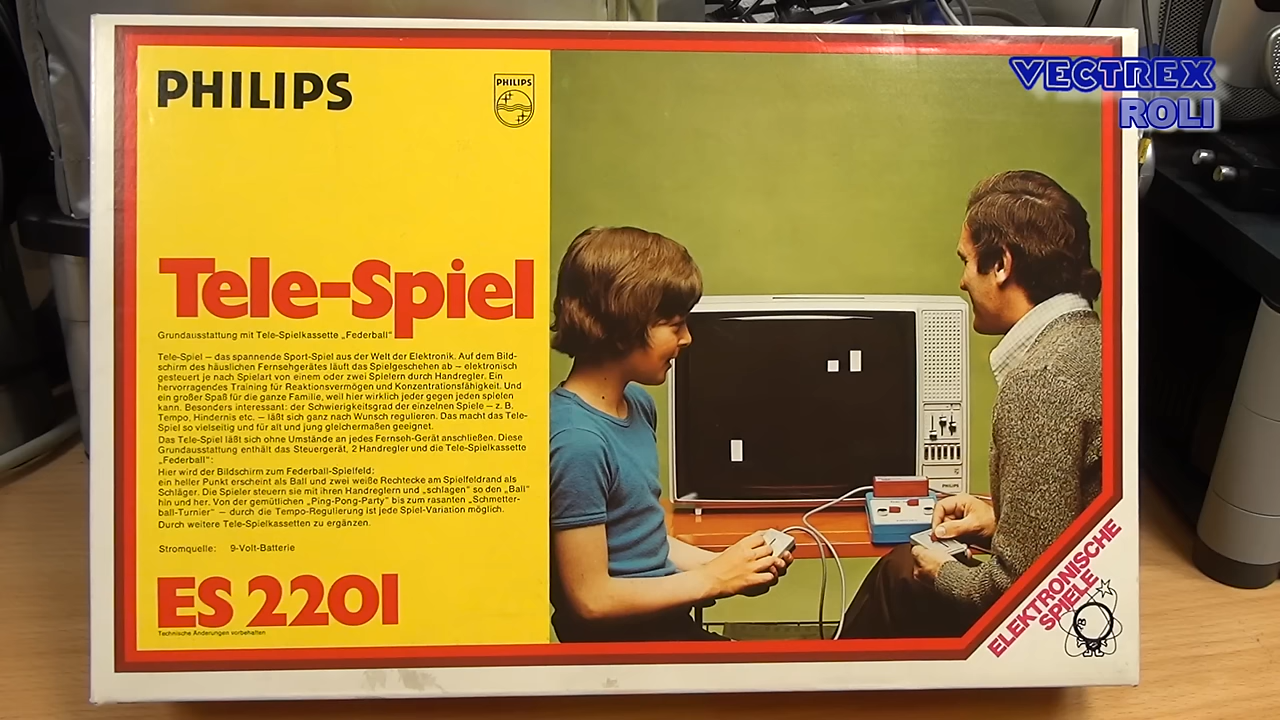 PHILIPS
PHILIPS
Tele-Spiel
Grundausstattung mit Tele-Spielkassette „Federball"
Tele-Spiel – das spannende Sport-Spiel aus der Welt der Elektronik. Auf dem Bild-
schirm des häuslichen Fernsehgerätes läuft das Spielgeschehen ab – elektronisch
gesteuert je nach Spielart von einem oder zwei Spielern durch Handregler. Ein
hervorragendes Training für Reaktionsvermögen und Konzentrationsfähigkeit. Und
ein großer Spaß für die ganze Familie, weil hier wirklich jeder gegen jeden spielen
kann. Besonders interessant: der Schwierigkeitsgrad der einzelnen Spiele – z. B.
Tempo, Hindernis etc. – läßt sich ganz nach Wunsch regulieren. Das macht das Tele-
Spiel so vielseitig und für alt und jung gleichermaßen geeignet.
Das Tele-Spiel läßt sich ohne Umstände an jedes Fernseh-Gerät anschließen. Diese
Grundausstattung enthält das Steuergerät, 2 Handregler und die Tele-Spielkassette
„Federball":
Hier wird der Bildschirm zum Federball-Spielfeld:
ein heller Punkt erscheint als Ball und zwei weiße Rechtecke am Spielfeldrand als
Schläger. Die Spieler steuern sie mit ihren Handreglern und „schlagen" so den „Ball"
hin und her. Von der gemütlichen „Ping-Pong-Party" bis zum rasanten „Schmetter-
ball-Turnier" – durch die Tempo-Regulierung ist jede Spiel-Variation möglich.
Durch weitere Tele-Spielkassetten zu ergänzen.
Stromquelle: 9-Volt-Batterie
ES 2201
Technische Änderungen vorbehalten
VECTREX
ROLI
PHILIPS
ELEKTRONISCHE
SPIELE